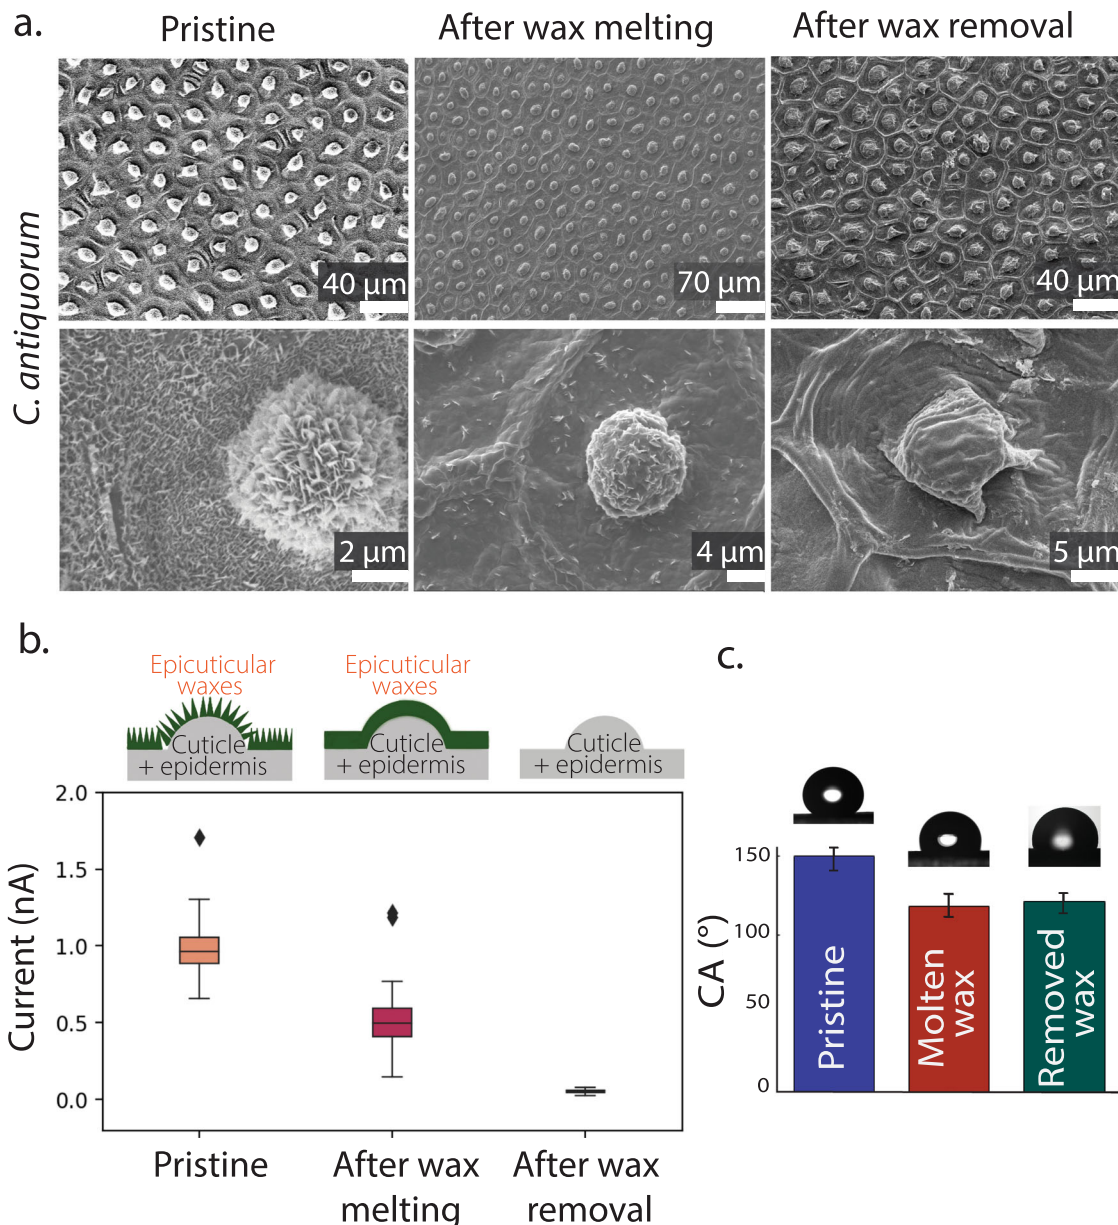 a.
Pristine
After wax melting
After wax removal
C. antiquorum
40 μm
70 μm
40 μm
2 μm
4 μm
5 μm
b.
Epicuticular
waxes
Epicuticular
waxes
Cuticle
+ epidermis
Cuticle
+ epidermis
Cuticle
+ epidermis
Current (nA)
2.0
1.5
1.0
0.5
0.0
Pristine
After wax
melting
After wax
removal
c.
CA (°)
150
100
50
0
Pristine
Molten
wax
Removed
wax